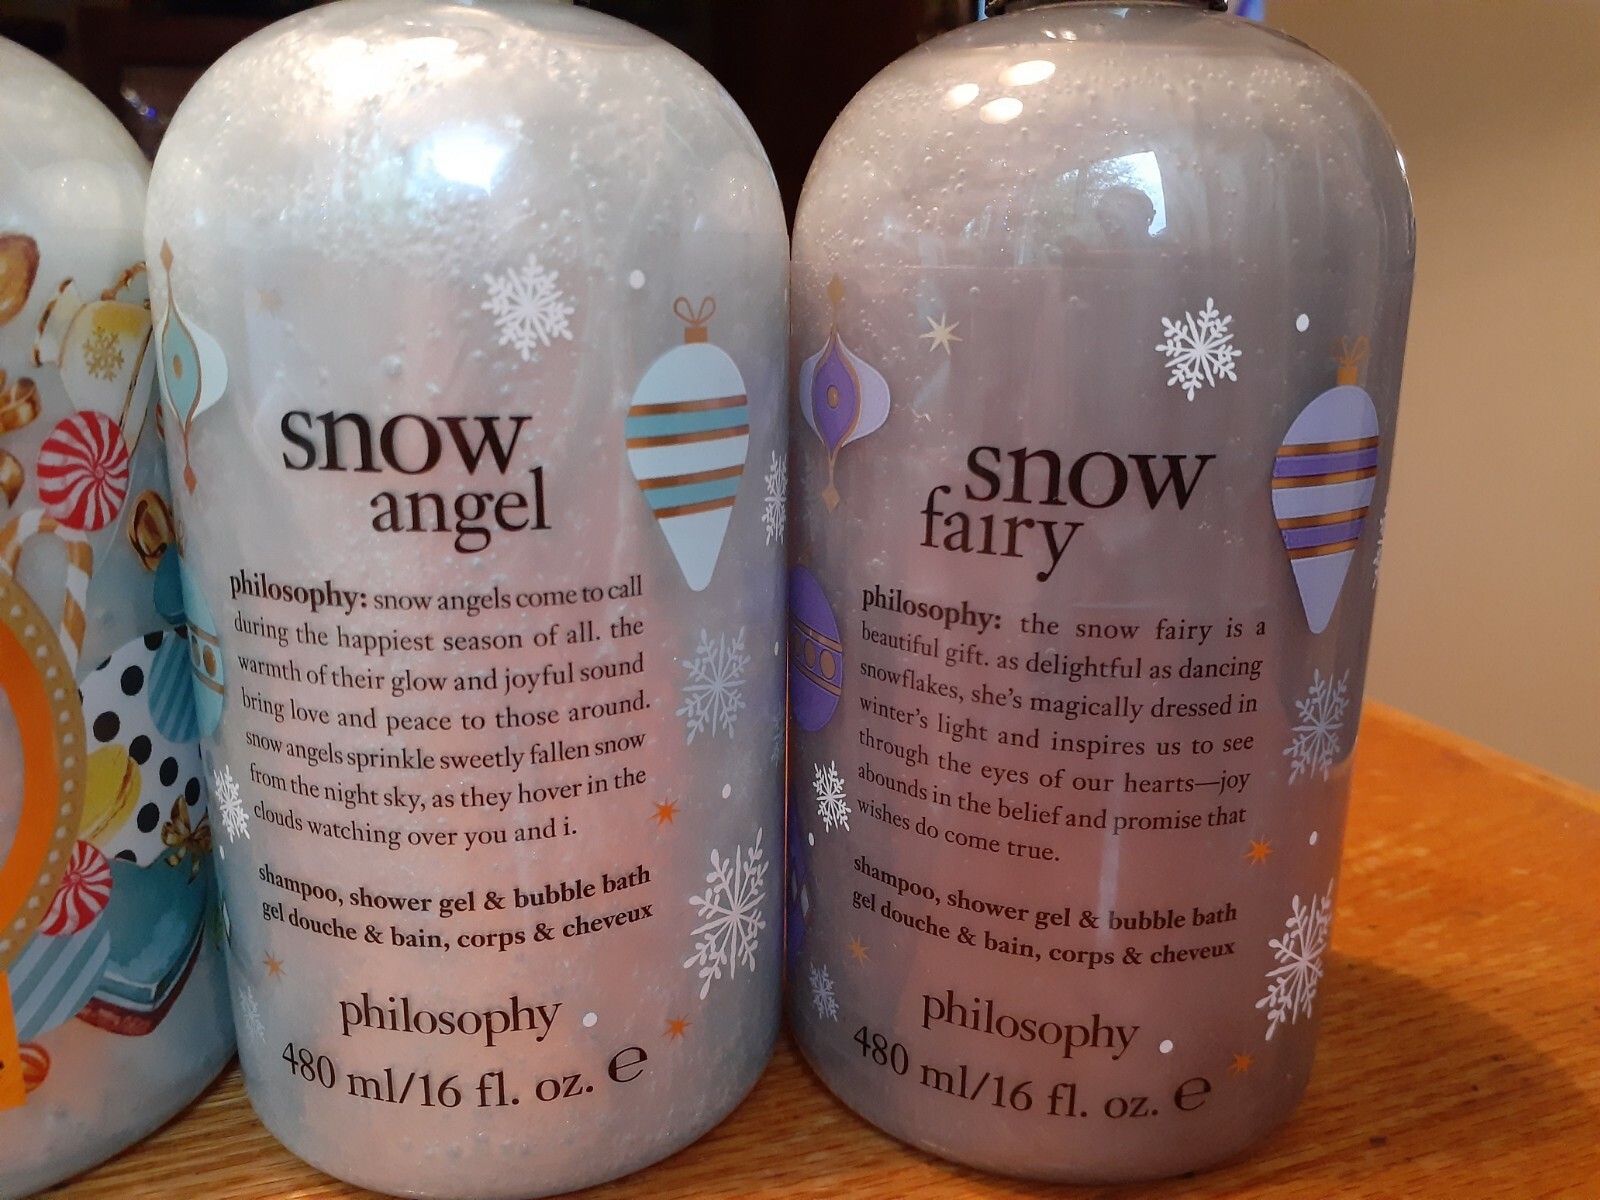 snow
angel
philosophy: snow angels come to call
during the happiest season of all. the
warmth of their glow and joyful sound
bring love and peace to those around.
snow angels sprinkle sweetly fallen snow
from the night sky, as they hover in the
clouds watching over you and i.
shampoo, shower gel & bubble bath
gel douche & bain, corps & cheveux
philosophy
480 ml/16 fl. oz. ℮
snow
fairy
philosophy: the snow fairy is a
beautiful gift. as delightful as dancing
snowflakes, she's magically dressed in
winter's light and inspires us to see
through the eyes of our hearts—joy
abounds in the belief and promise that
wishes do come true.
shampoo, shower gel & bubble bath
gel douche & bain, corps & cheveux
philosophy
480 ml/16 fl. oz. ℮